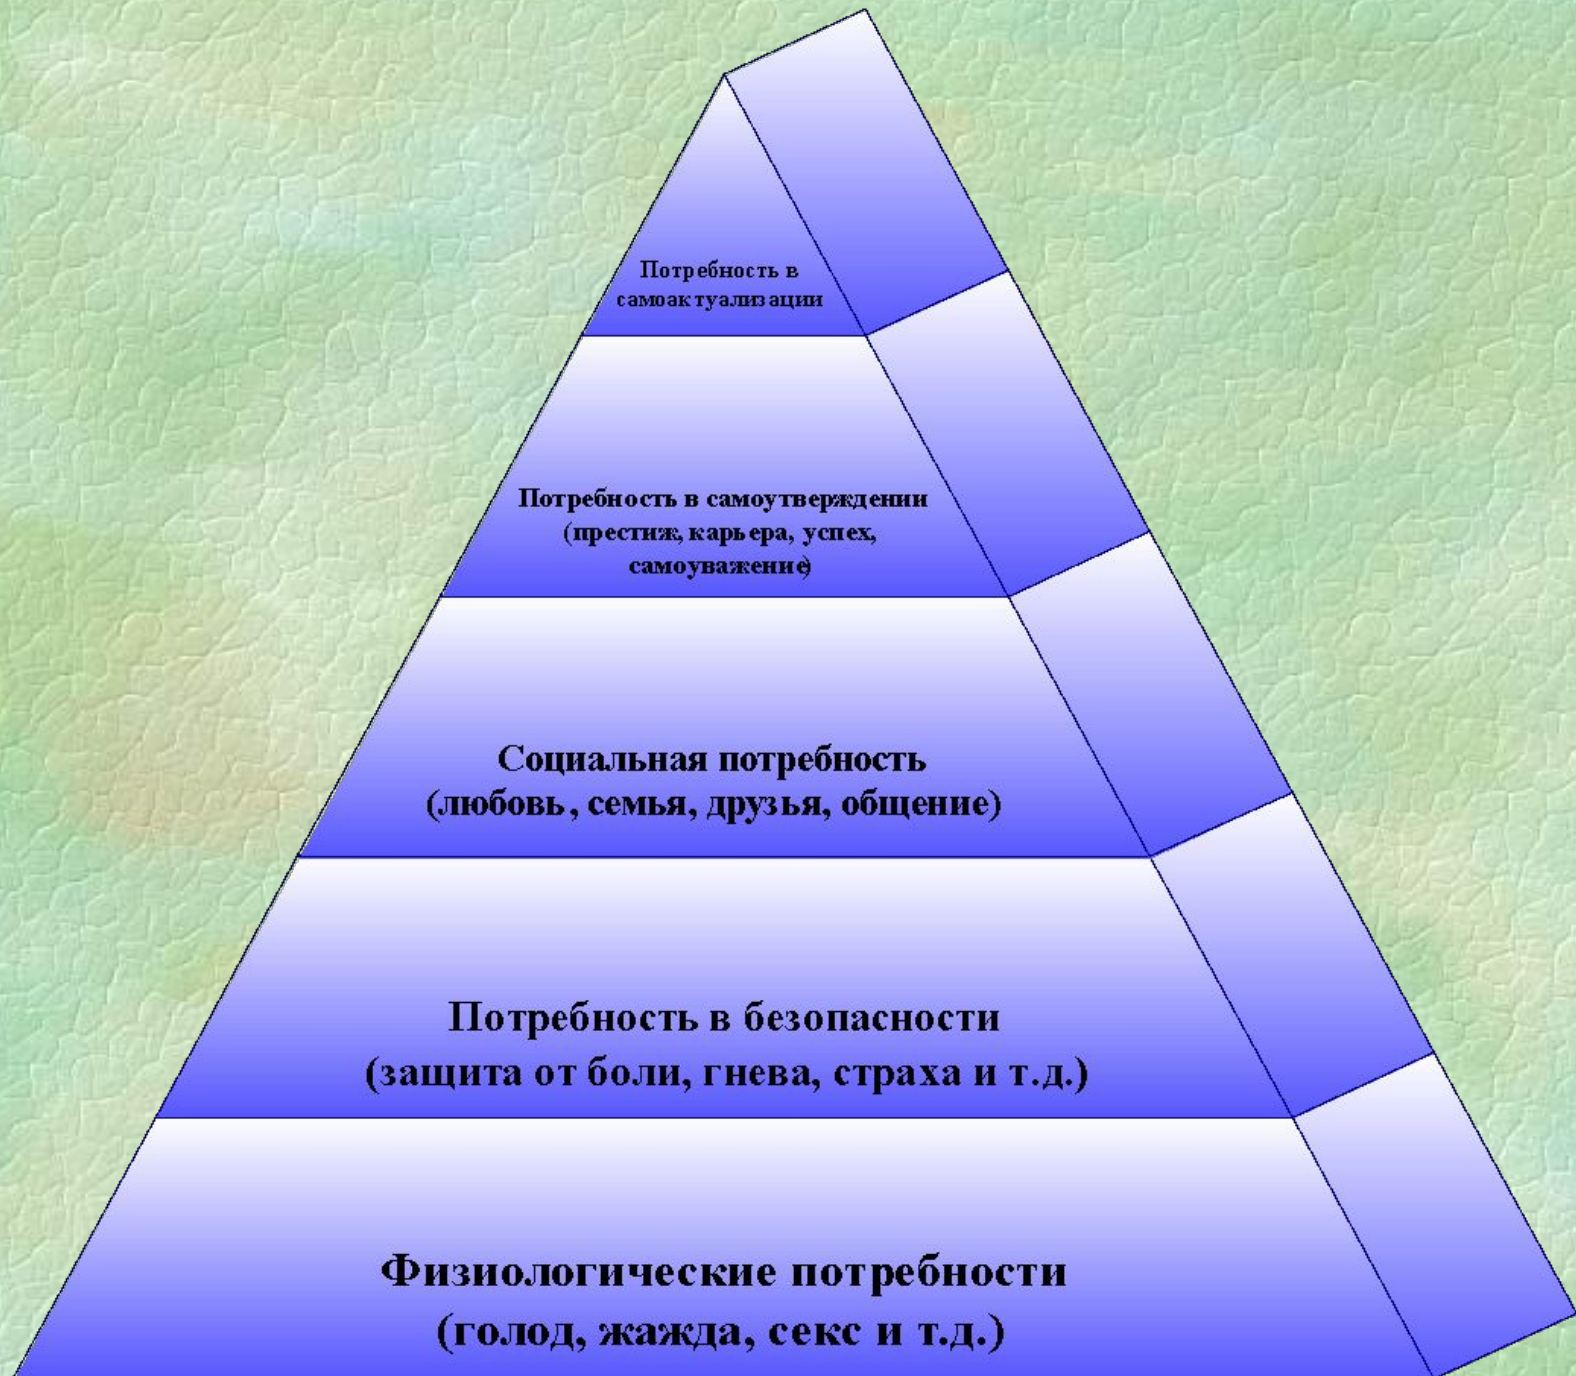 Потребность в
самоактуализации
Потребность в самоутверждении
(престиж, карьера, успех,
самоуважение)
Социальная потребность
(любовь, семья, друзья, общение)
Потребность в безопасности
(защита от боли, гнева, страха и т.д.)
Физиологические потребности
(голод, жажда, секс и т.д.)